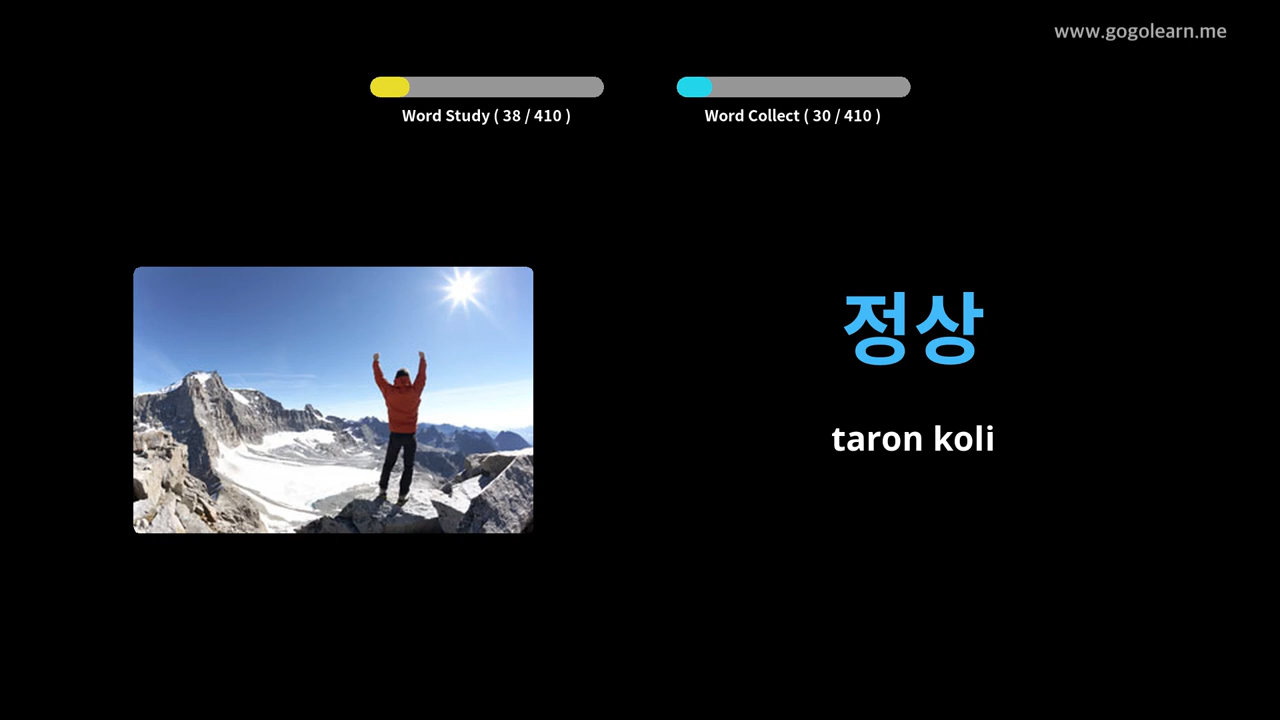 www.gogolearn.me
Word Study ( 38 / 410 )
Word Collect ( 30 / 410 )
정상
taron koli